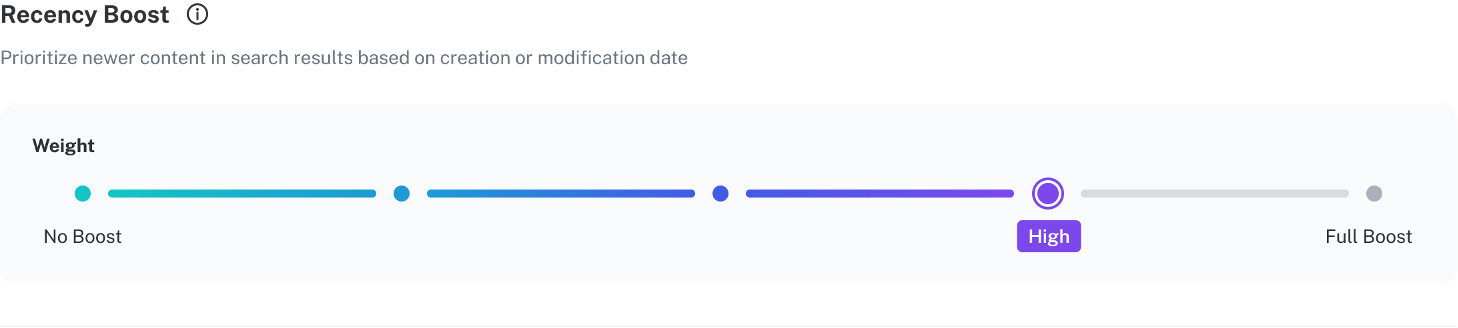 Recency Boost
Prioritize newer content in search results based on creation or modification date
Weight
No Boost
High
Full Boost